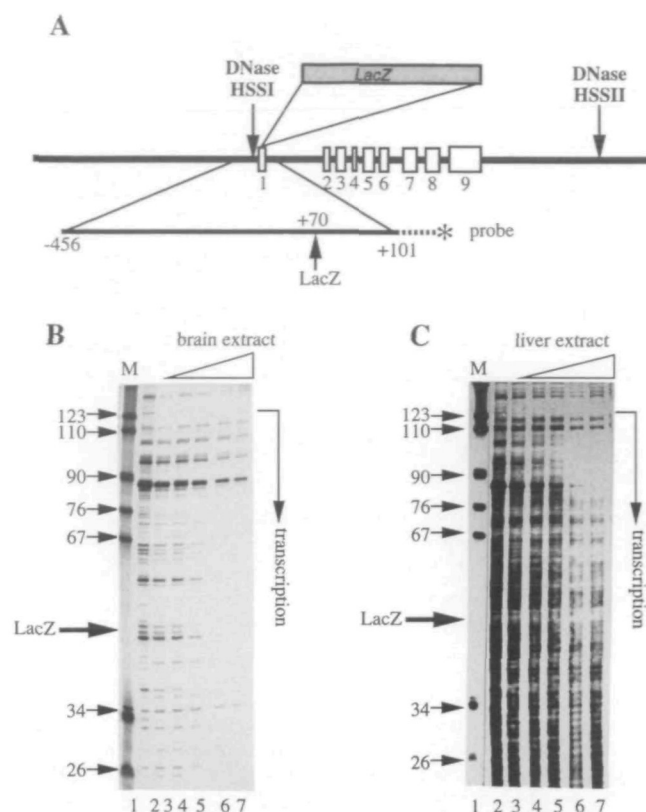 A
LacZ
DNase
HSSI
DNase
HSSII
1 2 3 4 5 6 7 8 9
+70
-456
+101
* probe
LacZ
B
brain extract
M
123
110
90
76
67
LacZ
34
26
transcription
1 2 3 4 5 6 7
C
liver extract
M
123
110
90
76
67
LacZ
34
26
transcription
1 2 3 4 5 6 7